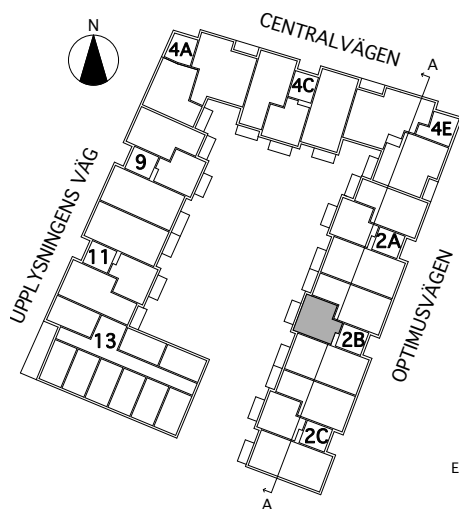 CENTRALVÄGEN
N
A
4A
4C
4E
9
UPPLYSNINGENS VÄG
2A
11
OPTIMUSVÄGEN
2B
13
2C
E
A